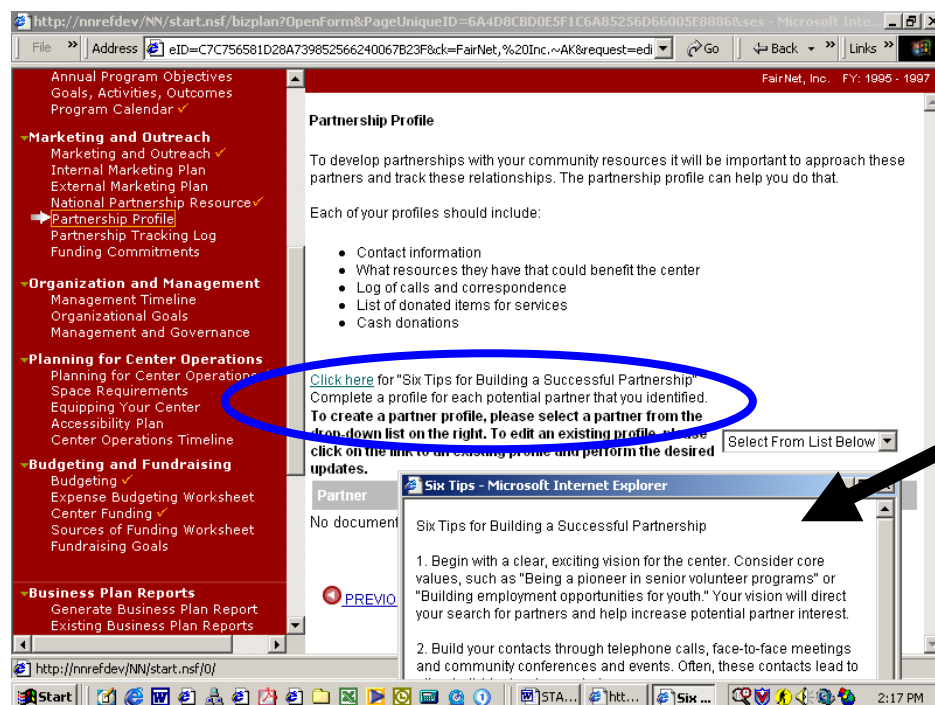 http://nnrefdev/NN/start.nsf/bizplan?OpenForm&PageUniqueID=6A4D8CBD0E5F1C6A85256D66005E8886&ses - Microsoft Inte...
File » Address eID=C7C756581D28A739852566240067B23F&ck=FairNet,%20Inc.~AK&request=edi Go Back » Links »
FairNet, Inc. FY: 1995 - 1997
Annual Program Objectives
Goals, Activities, Outcomes
Program Calendar
Marketing and Outreach
Marketing and Outreach
Internal Marketing Plan
External Marketing Plan
National Partnership Resource
Partnership Profile
Partnership Tracking Log
Funding Commitments
Organization and Management
Management Timeline
Organizational Goals
Management and Governance
Planning for Center Operations
Planning for Center Operations
Space Requirements
Equipping Your Center
Accessibility Plan
Center Operations Timeline
Budgeting and Fundraising
Budgeting
Expense Budgeting Worksheet
Center Funding
Sources of Funding Worksheet
Fundraising Goals
Business Plan Reports
Generate Business Plan Report
Existing Business Plan Reports
Partnership Profile
To develop partnerships with your community resources it will be important to approach these
partners and track these relationships. The partnership profile can help you do that.
Each of your profiles should include:
Contact information
What resources they have that could benefit the center
Log of calls and correspondence
List of donated items for services
Cash donations
Click here for "Six Tips for Building a Successful Partnership"
Complete a profile for each potential partner that you identified.
To create a partner profile, please select a partner from the
drop-down list on the right. To edit an existing profile, please
click on the link to an existing profile and perform the desired
updates.
Select From List Below
Partner
No document
PREVIO
Six Tips - Microsoft Internet Explorer
Six Tips for Building a Successful Partnership
1. Begin with a clear, exciting vision for the center. Consider core
values, such as "Being a pioneer in senior volunteer programs" or
"Building employment opportunities for youth." Your vision will direct
your search for partners and help increase potential partner interest.
2. Build your contacts through telephone calls, face-to-face meetings
and community conferences and events. Often, these contacts lead to
http://nnrefdev/NN/start.nsf/0/
Start STA... htt... Six ... 2:17 PM